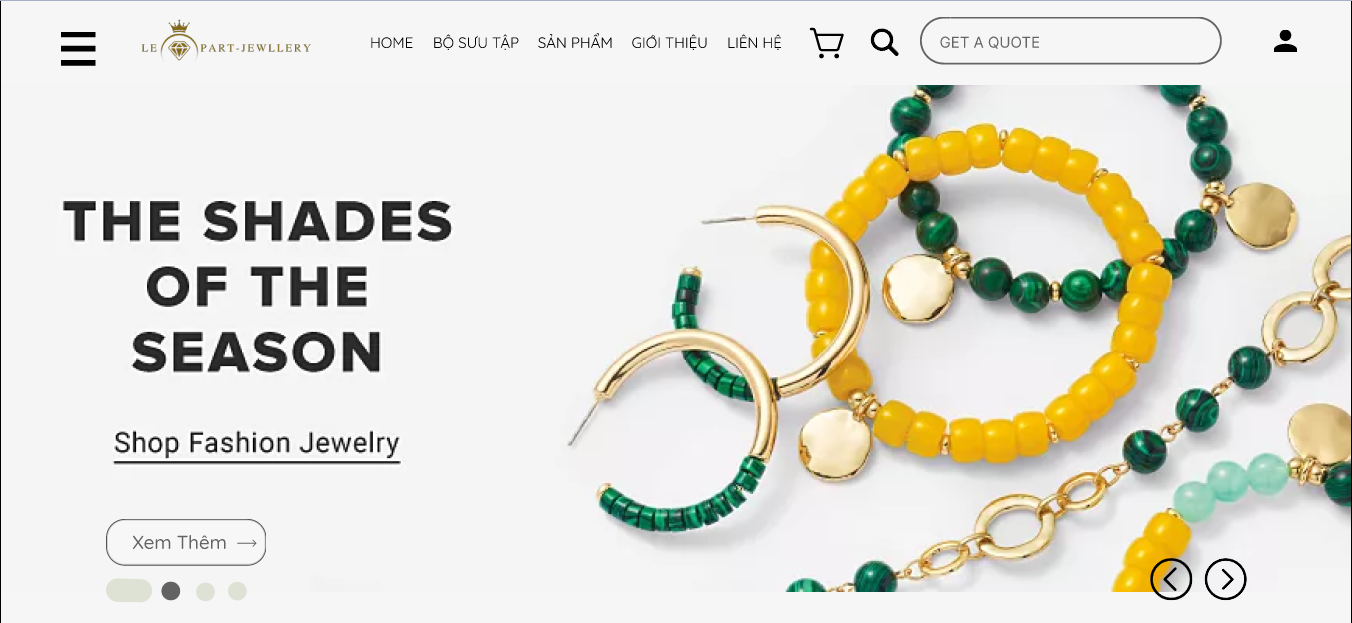 LE PART-JEWLLERY
HOME BỘ SƯU TẬP SẢN PHẨM GIỚI THIỆU LIÊN HỆ
GET A QUOTE
THE SHADES
OF THE
SEASON
Shop Fashion Jewelry
Xem Thêm